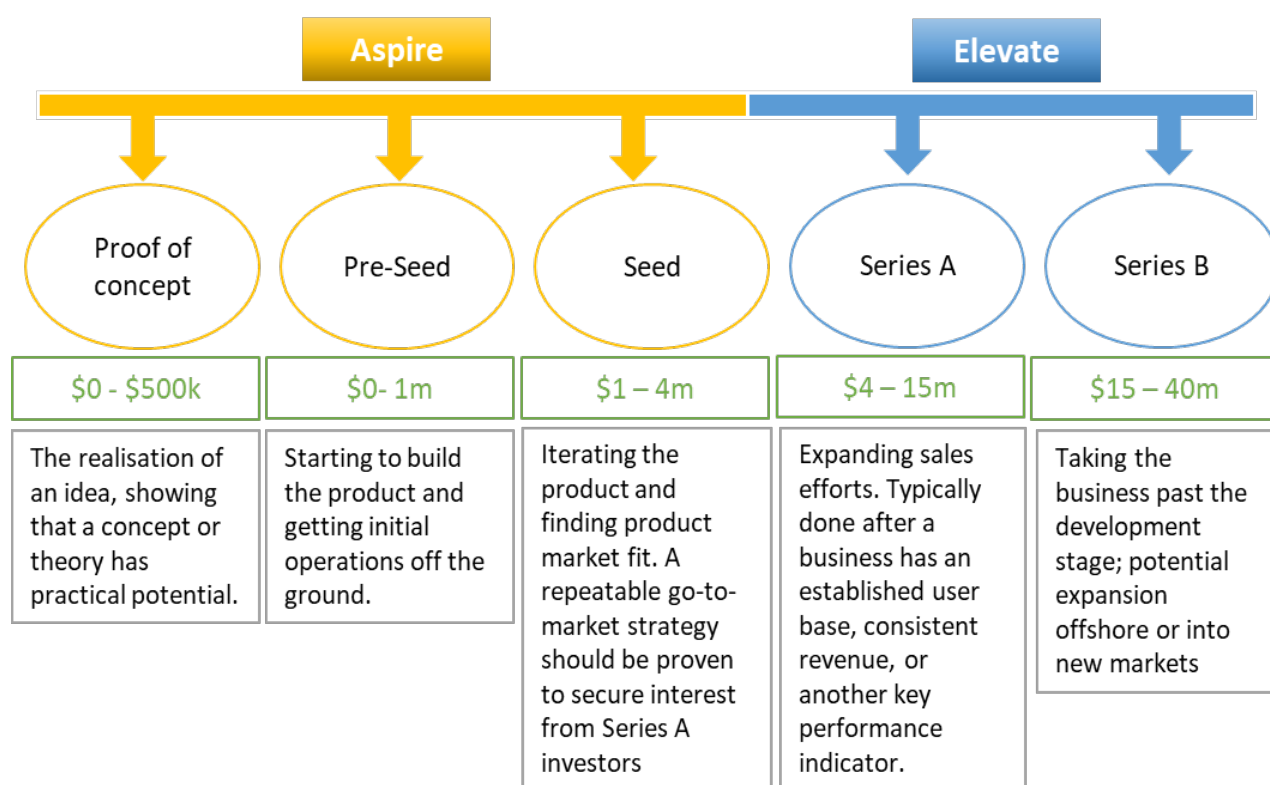 Aspire
Elevate
Proof of
concept
Pre-Seed
Seed
Series A
Series B
$0 - $500k
$0- 1m
$1 – 4m
$4 – 15m
$15 – 40m
The realisation of
an idea, showing
that a concept or
theory has
practical potential.
Starting to build
the product and
getting initial
operations off the
ground.
Iterating the
product and
finding product
market fit. A
repeatable go-to-
market strategy
should be proven
to secure interest
from Series A
investors
Expanding sales
efforts. Typically
done after a
business has an
established user
base, consistent
revenue, or
another key
performance
indicator.
Taking the
business past the
development
stage; potential
expansion
offshore or into
new markets